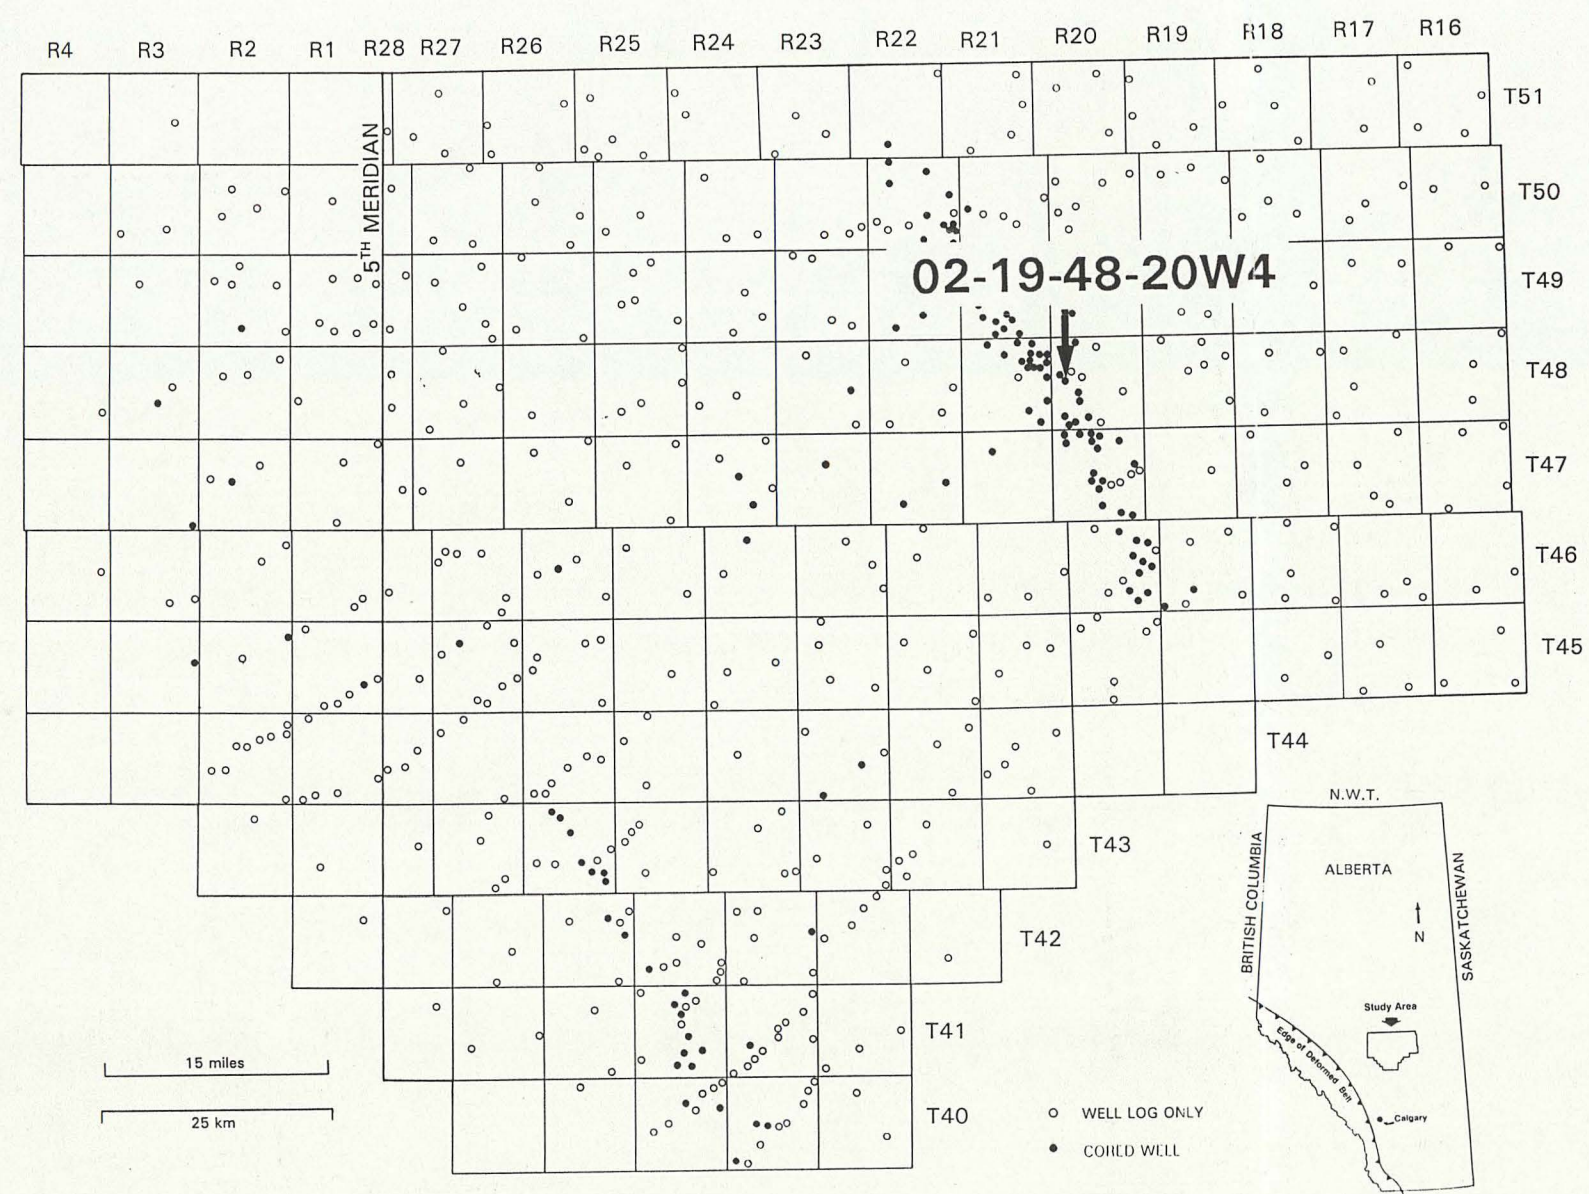 R4 R3 R2 R1 R28 R27 R26 R25 R24 R23 R22 R21 R20 R19 R18 R17 R16
T51
5TH MERIDIAN
T50
02-19-48-20W4
T49
T48
T47
T46
T45
T44
N.W.T.
T43
BRITISH COLUMBIA
ALBERTA
SASKATCHEWAN
N
T42
Study Area
T41
Edge of Deformed Belt
15 miles
25 km
T40
WELL LOG ONLY
Calgary
CORED WELL